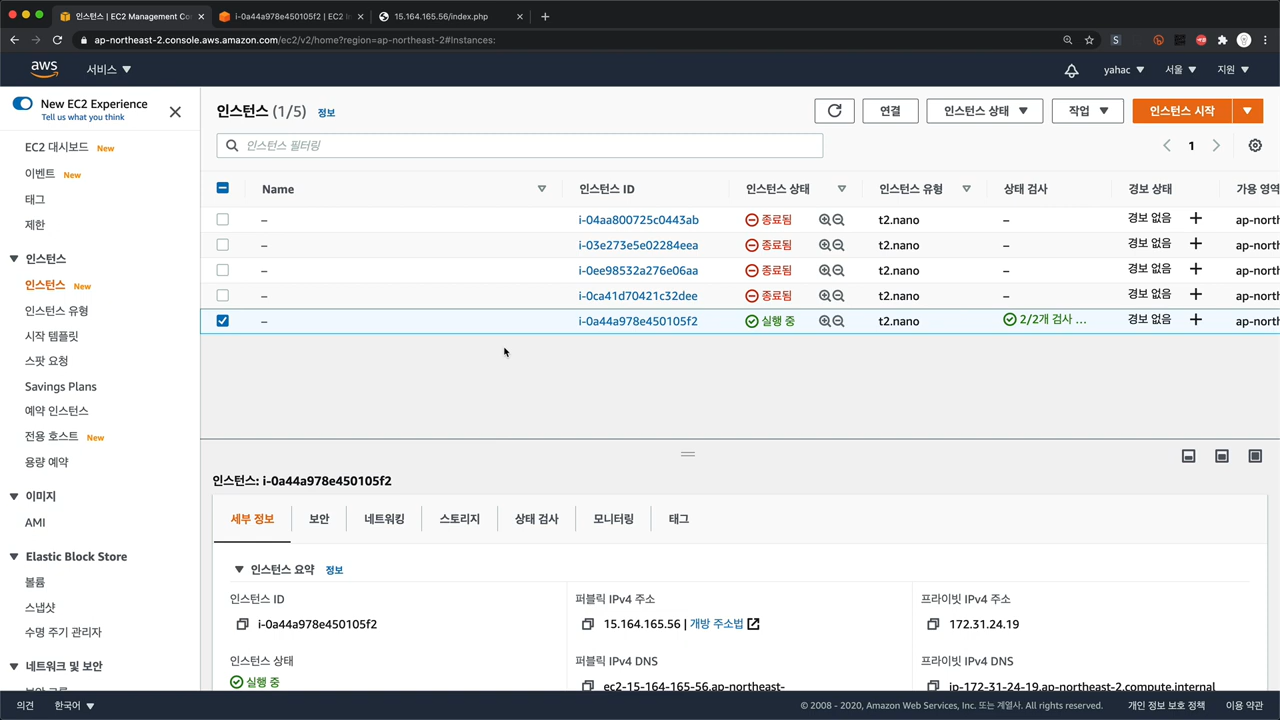 인스턴스 | EC2 Management Co
i-0a44a978e450105f2 | EC2 I
15.164.165.56/index.php
ap-northeast-2.console.aws.amazon.com/ec2/v2/home?region=ap-northeast-2#Instances:
aws
서비스
yahac
서울
지원
New EC2 Experience
Tell us what you think
EC2 대시보드 New
이벤트 New
태그
제한
인스턴스
인스턴스 New
인스턴스 유형
시작 템플릿
스팟 요청
Savings Plans
예약 인스턴스
전용 호스트 New
용량 예약
이미지
AMI
Elastic Block Store
볼륨
스냅샷
수명 주기 관리자
네트워크 및 보안
인스턴스 (1/5) 정보
연결
인스턴스 상태
작업
인스턴스 시작
인스턴스 필터링
1
Name 인스턴스 ID 인스턴스 상태 인스턴스 유형 상태 검사 경보 상태 가용 영역
– i-04aa800725c0443ab 종료됨 t2.nano – 경보 없음 + ap-nort
– i-03e273e5e02284eea 종료됨 t2.nano – 경보 없음 + ap-nort
– i-0ee98532a276e06aa 종료됨 t2.nano – 경보 없음 + ap-nort
– i-0ca41d70421c32dee 종료됨 t2.nano – 경보 없음 + ap-nort
– i-0a44a978e450105f2 실행 중 t2.nano 2/2개 검사 ... 경보 없음 + ap-nort
인스턴스: i-0a44a978e450105f2
세부 정보 보안 네트워킹 스토리지 상태 검사 모니터링 태그
인스턴스 요약 정보
인스턴스 ID
i-0a44a978e450105f2
퍼블릭 IPv4 주소
15.164.165.56 | 개방 주소법
프라이빗 IPv4 주소
172.31.24.19
인스턴스 상태
실행 중
퍼블릭 IPv4 DNS
ec2-15-164-165-56.ap-northeast-
프라이빗 IPv4 DNS
ip-172-31-24-19.ap-northeast-2.compute.internal
의견
한국어
© 2008 - 2020, Amazon Web Services, Inc. 또는 계열사. All rights reserved.
개인 정보 보호 정책
이용 약관